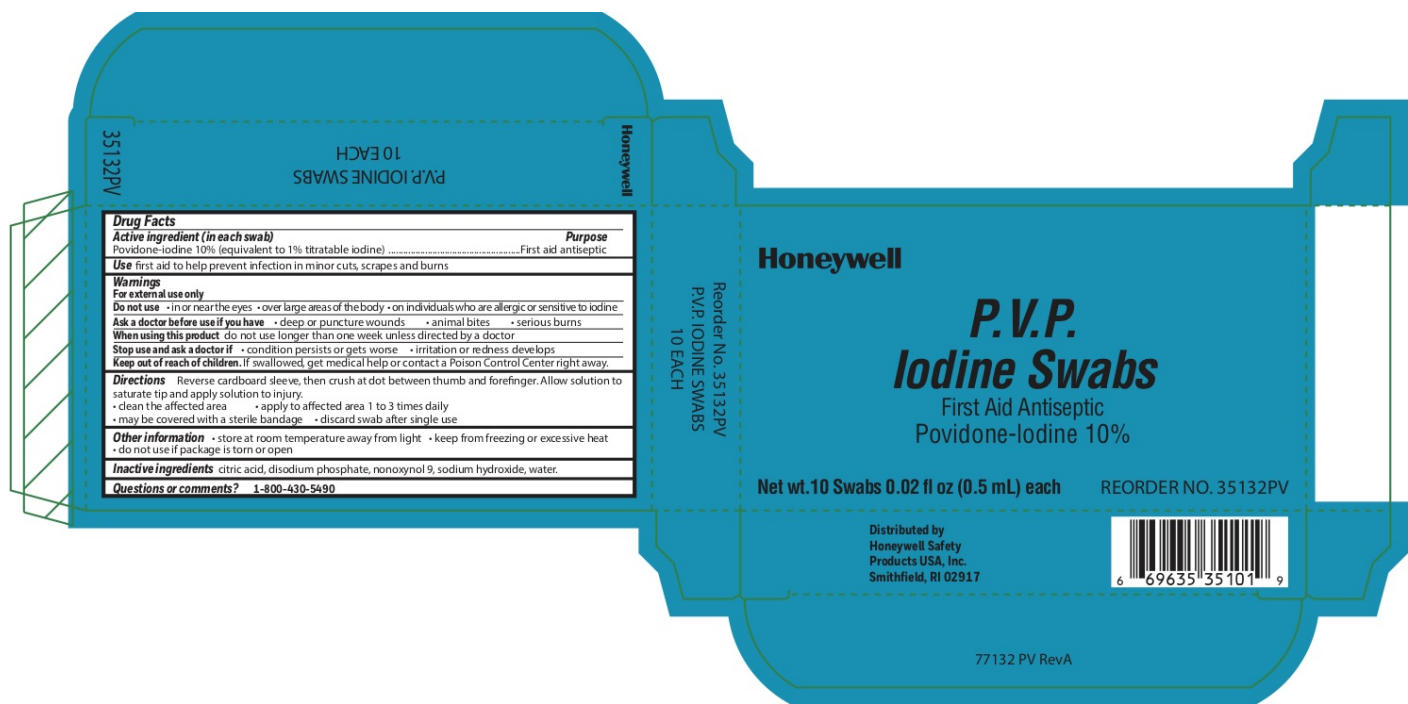 35132PV
P.V.P. IODINE SWABS
10 EACH
Honeywell
Drug Facts
Active ingredient (in each swab) Purpose
Povidone-iodine 10% (equivalent to 1% titratable iodine) ....................................................First aid antiseptic
Use first aid to help prevent infection in minor cuts, scrapes and burns
Warnings
For external use only
Do not use • in or near the eyes • over large areas of the body • on individuals who are allergic or sensitive to iodine
Ask a doctor before use if you have • deep or puncture wounds • animal bites • serious burns
When using this product do not use longer than one week unless directed by a doctor
Stop use and ask a doctor if • condition persists or gets worse • irritation or redness develops
Keep out of reach of children. If swallowed, get medical help or contact a Poison Control Center right away.
Directions Reverse cardboard sleeve, then crush at dot between thumb and forefinger. Allow solution to
saturate tip and apply solution to injury.
• clean the affected area • apply to affected area 1 to 3 times daily
• may be covered with a sterile bandage • discard swab after single use
Other information • store at room temperature away from light • keep from freezing or excessive heat
• do not use if package is torn or open
Inactive ingredients citric acid, disodium phosphate, nonoxynol 9, sodium hydroxide, water.
Questions or comments? 1-800-430-5490
Reorder No. 35132PV
P.V.P. IODINE SWABS
10 EACH
Honeywell
P.V.P.
Iodine Swabs
First Aid Antiseptic
Povidone-Iodine 10%
Net wt.10 Swabs 0.02 fl oz (0.5 mL) each REORDER NO. 35132PV
Distributed by
Honeywell Safety
Products USA, Inc.
Smithfield, RI 02917
6 69635 35101 9
77132 PV RevA